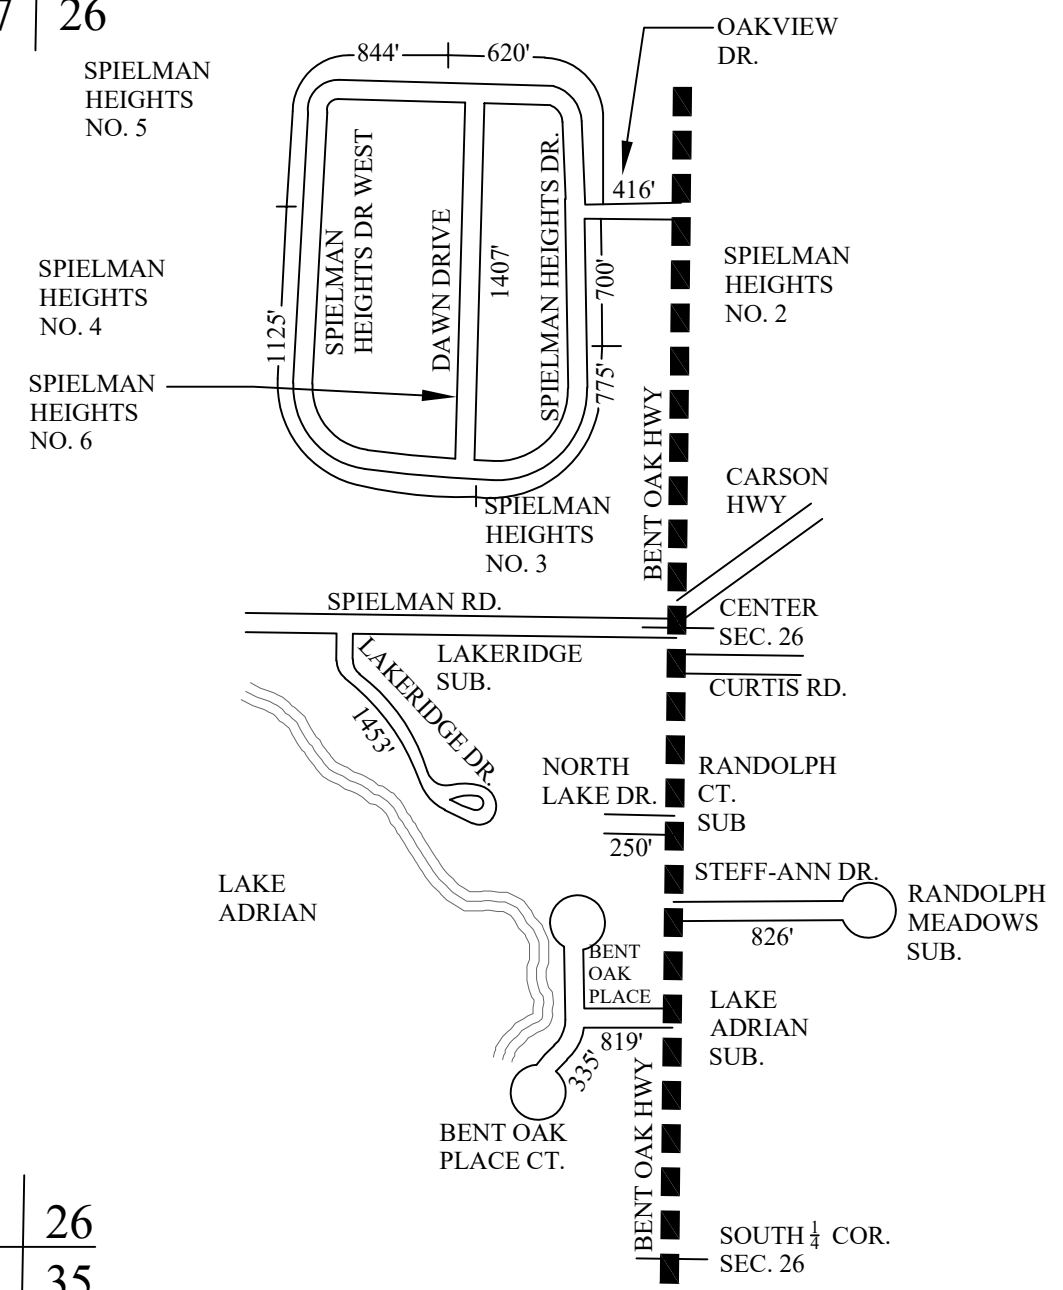 7 26
OAKVIEW
DR.
844'
620'
SPIELMAN
HEIGHTS
NO. 5
416'
SPIELMAN
HEIGHTS DR WEST
DAWN DRIVE
1407'
SPIELMAN HEIGHTS DR.
700'
SPIELMAN
HEIGHTS
NO. 2
SPIELMAN
HEIGHTS
NO. 4
1125'
775'
SPIELMAN
HEIGHTS
NO. 6
BENT OAK HWY
CARSON
HWY
SPIELMAN
HEIGHTS
NO. 3
SPIELMAN RD.
CENTER
SEC. 26
LAKERIDGE
SUB.
LAKERIDGE DR.
1453'
CURTIS RD.
NORTH
LAKE DR.
250'
RANDOLPH
CT.
SUB
STEFF-ANN DR.
826'
RANDOLPH
MEADOWS
SUB.
LAKE
ADRIAN
BENT
OAK
PLACE
819'
335'
LAKE
ADRIAN
SUB.
BENT OAK
PLACE CT.
BENT OAK HWY
SOUTH 1/4 COR.
SEC. 26
26
35